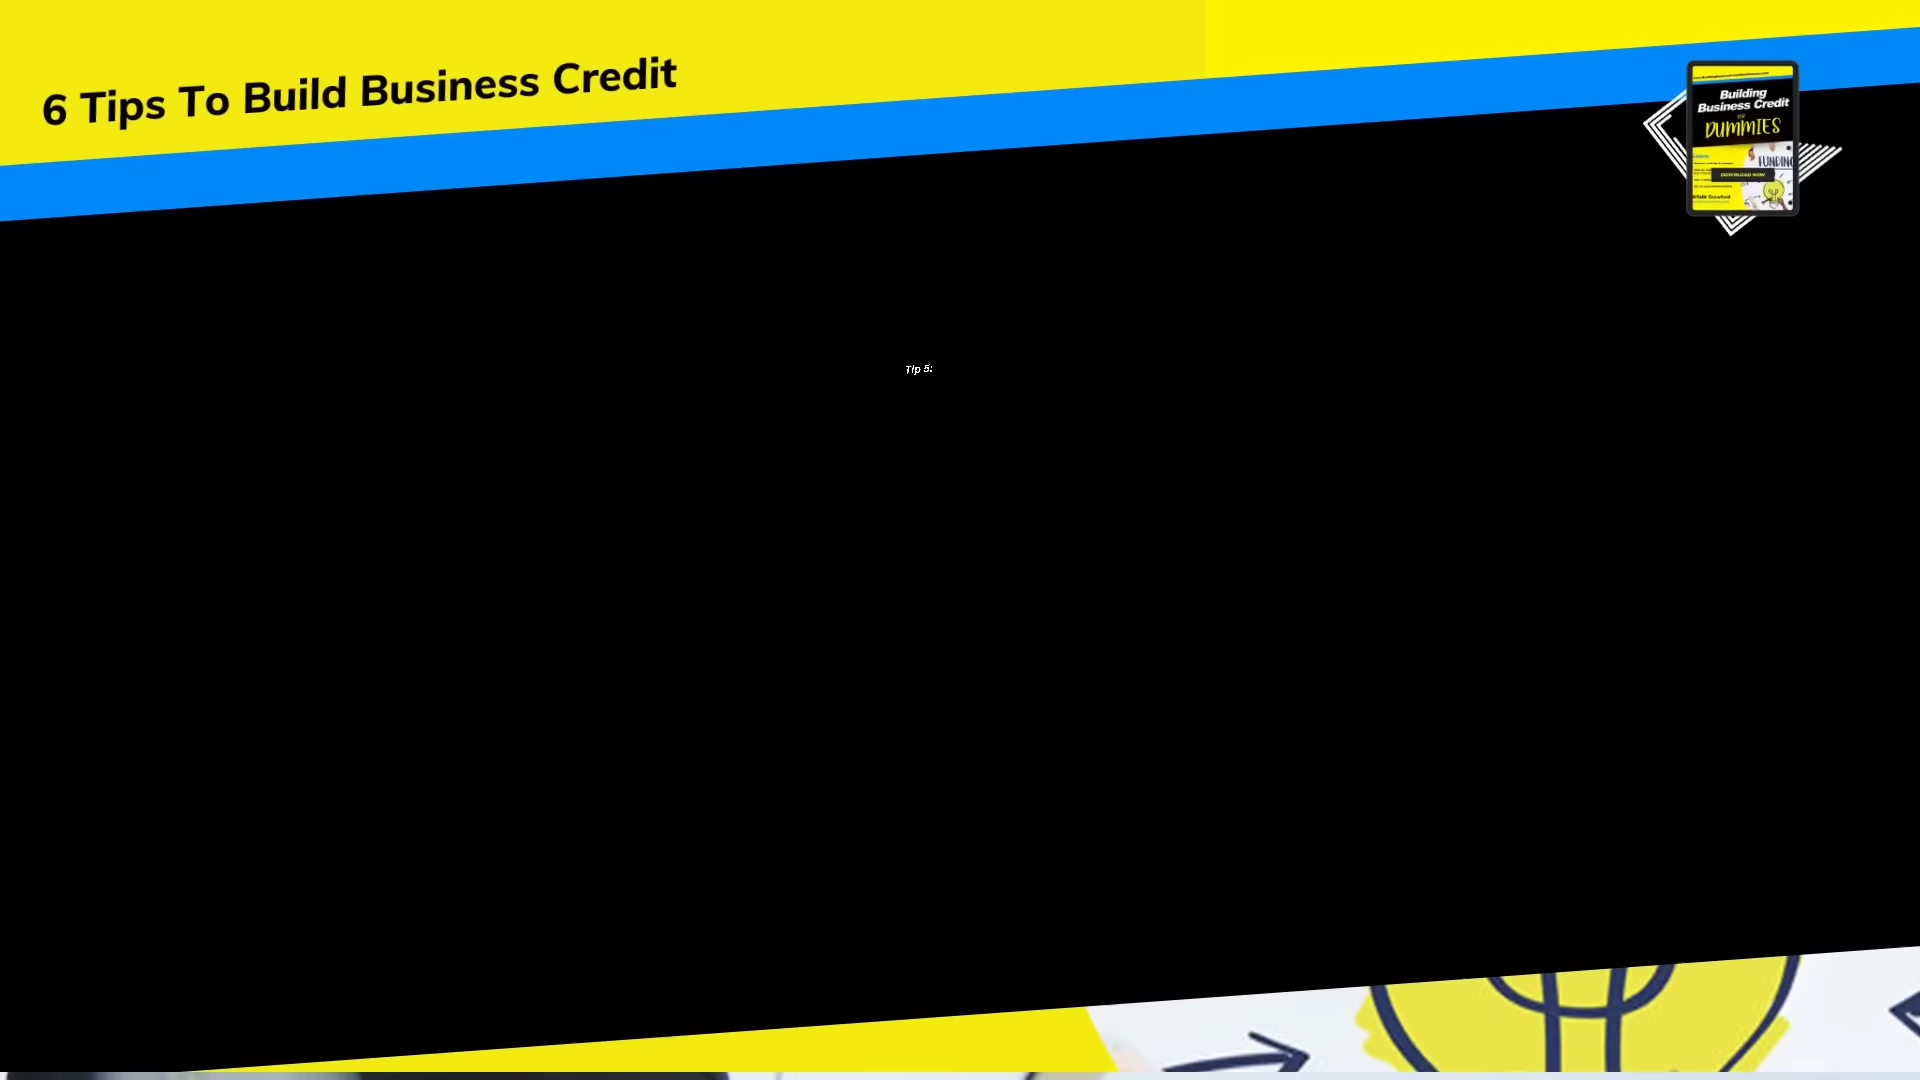 6 Tips To Build Business Credit
Building
Business Credit
DUMMIES
FUNDING
DOWNLOAD NOW
Tip 5: